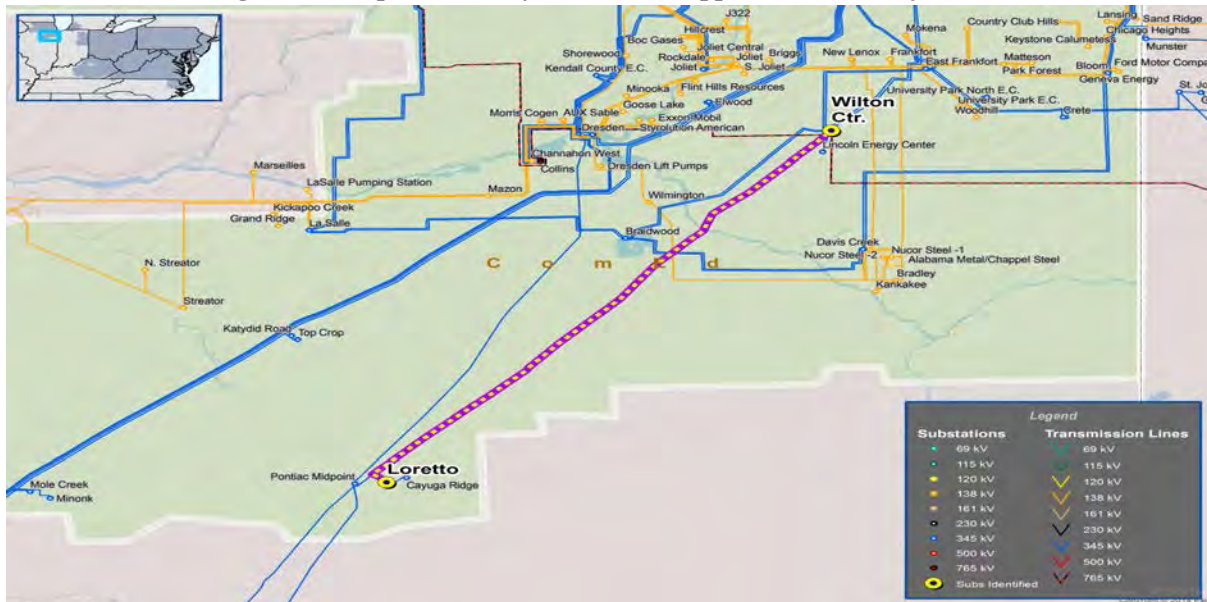 J322
Hillcrest
Boc Gases
Joliet Central
Shorewood
Rockdale
Joliet
Briggs
Joliet
S. Joliet
Kendall County E.C.
New Lenox
Mokena
Frankfort
East Frankfort
Country Club Hills
Lansing
Sand Ridge
Chicago Heights
Keystone
Munster
Matteson
Park Forest
Bloom
Geneva Energy
University Park North E.C.
University Park E.C.
Woodhill
Crete
Minooka
Flint Hills Resources
Goose Lake
Elwood
Morris Cogen
AUX Sable
Exxon Mobil
Dresden
Styrolution American
Wilton
Ctr.
Lincoln Energy Center
Channahon West
Collins
Dresden Lift Pumps
Marseilles
LaSalle Pumping Station
Mazon
Wilmington
Kickapoo Creek
Grand Ridge
La Salle
Braidwood
Davis Creek
Nucor Steel -1
Nucor Steel -2
Alabama Metal/Chappel Steel
Bradley
Kankakee
C o m E d
N. Streator
Streator
Katydid Road
Top Crop
Loretto
Pontiac Midpoint
Cayuga Ridge
Mole Creek
Minonk
Legend
Substations
69 kV
115 kV
120 kV
138 kV
161 kV
230 kV
345 kV
500 kV
765 kV
Subs Identified
Transmission Lines
69 kV
115 kV
120 kV
138 kV
161 kV
230 kV
345 kV
500 kV
765 kV